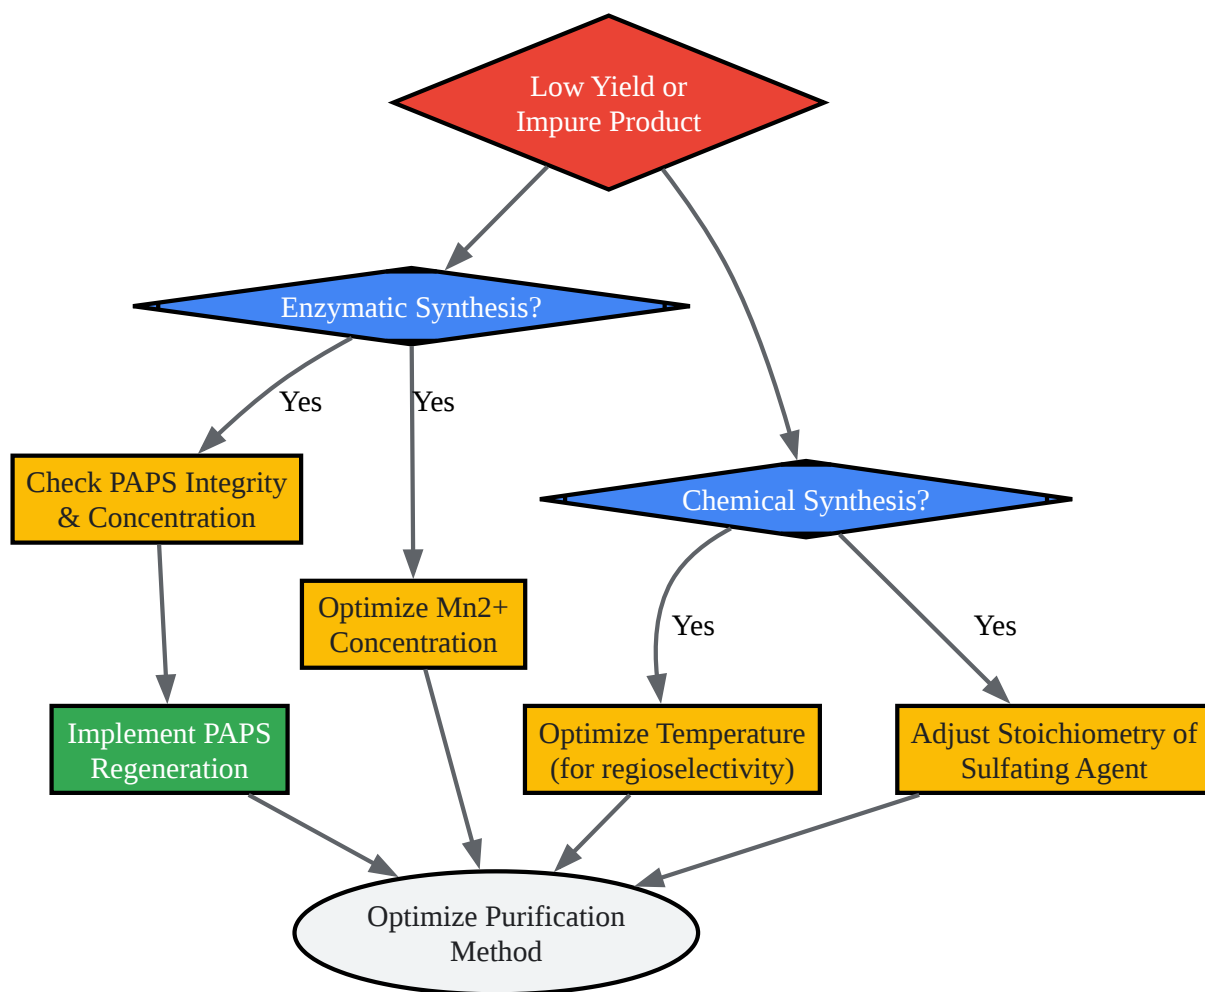 Low Yield or
Impure Product
Enzymatic Synthesis?
Yes
Yes
Check PAPS Integrity
& Concentration
Chemical Synthesis?
Optimize Mn2+
Concentration
Yes
Yes
Implement PAPS
Regeneration
Optimize Temperature
(for regioselectivity)
Adjust Stoichiometry of
Sulfating Agent
Optimize Purification
Method